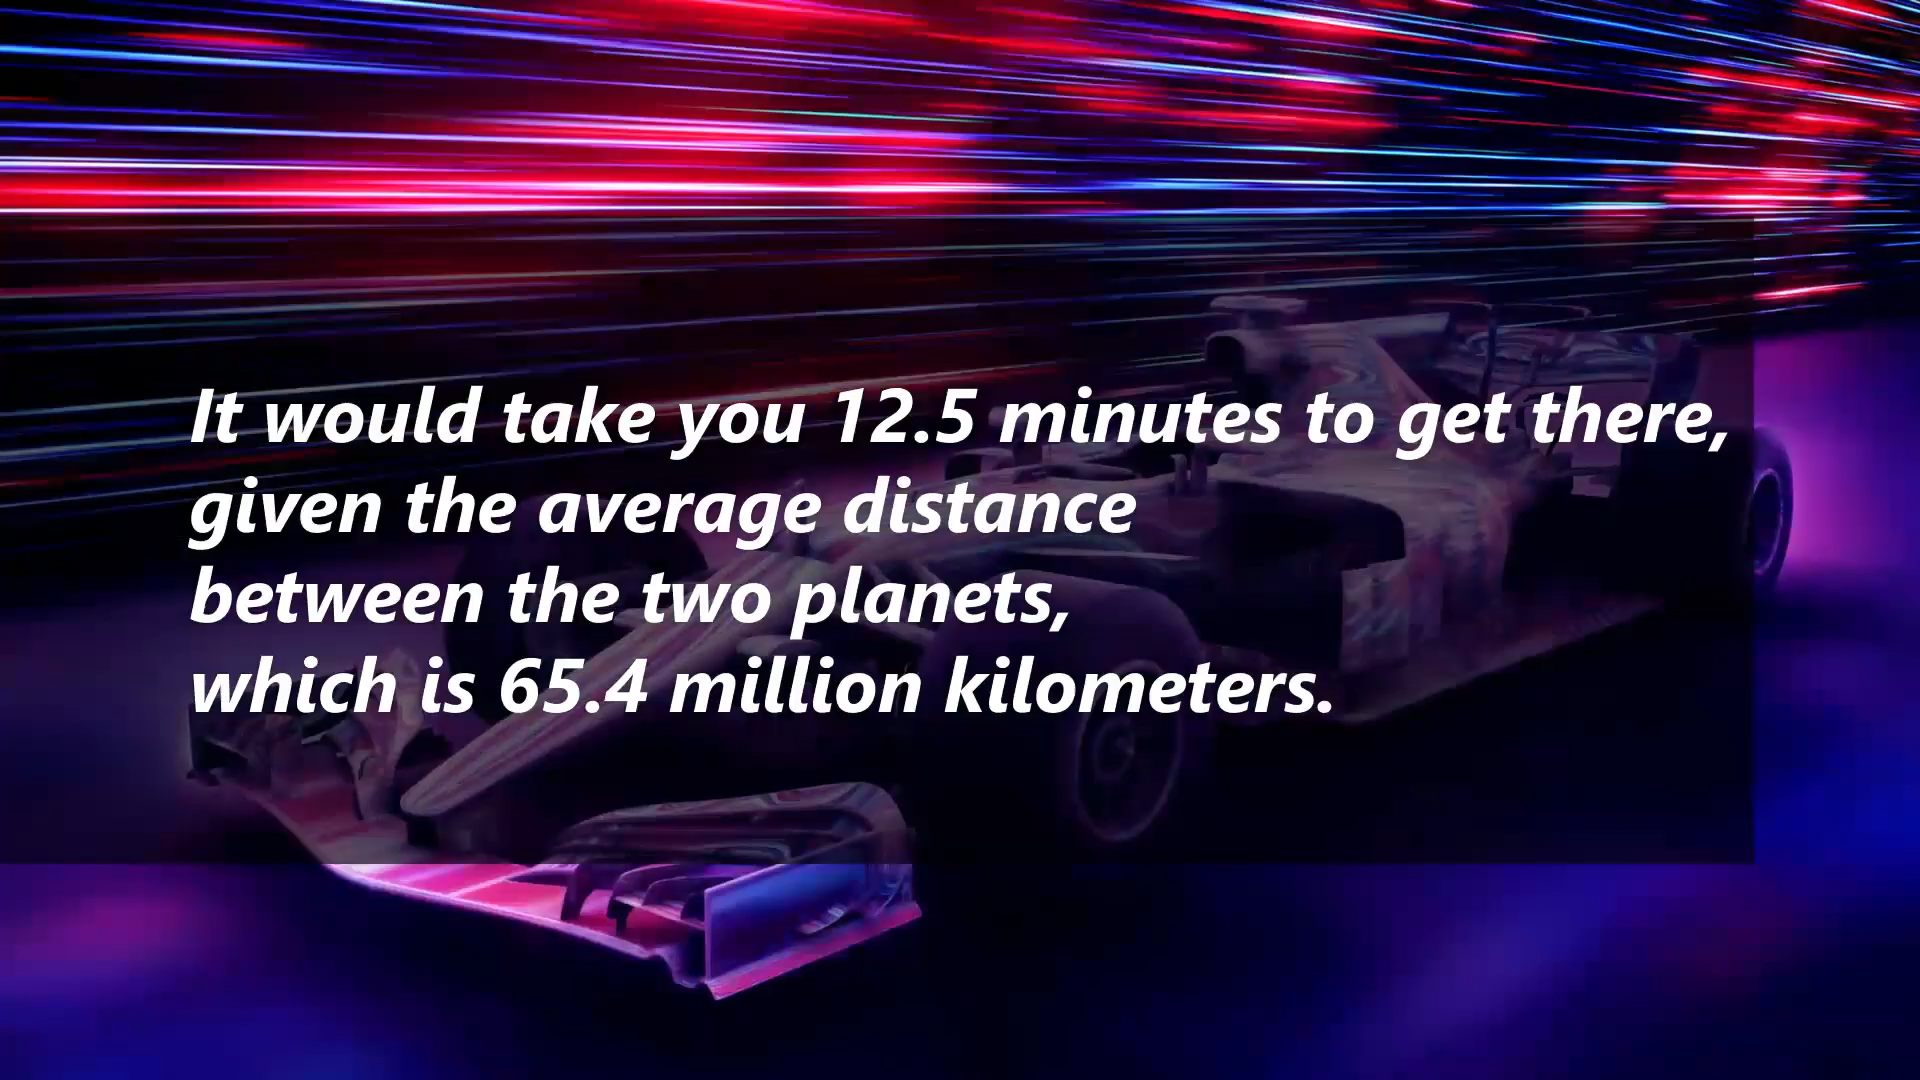 It would take you 12.5 minutes to get there,
given the average distance
between the two planets,
which is 65.4 million kilometers.